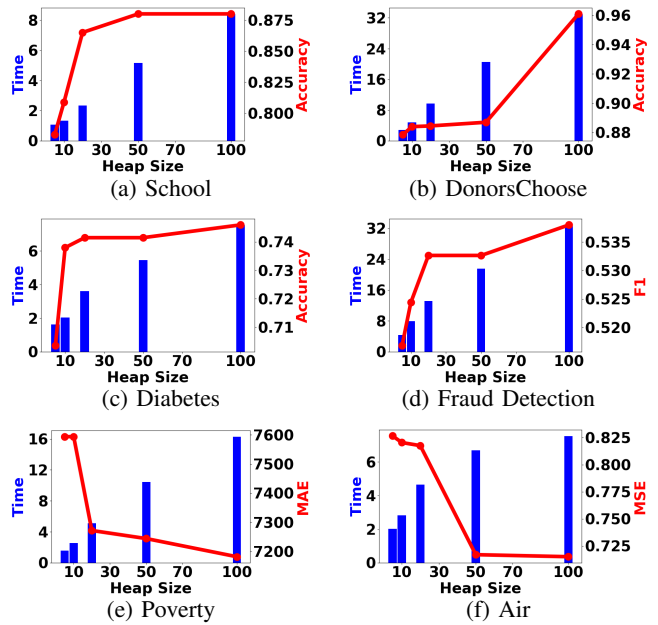 8
6
4
2
0
Time
0.875
0.850
0.825
0.800
Accuracy
10 30 50 70 100
Heap Size
(a) School
32
24
16
8
0
Time
0.96
0.94
0.92
0.90
0.88
Accuracy
10 30 50 70 100
Heap Size
(b) DonorsChoose
6
4
2
0
Time
0.74
0.73
0.72
0.71
Accuracy
10 30 50 70 100
Heap Size
(c) Diabetes
32
24
16
8
0
Time
0.535
0.530
0.525
0.520
F1
10 30 50 70 100
Heap Size
(d) Fraud Detection
16
12
8
4
0
Time
7600
7500
7400
7300
7200
MAE
10 30 50 70 100
Heap Size
(e) Poverty
6
4
2
0
Time
0.825
0.800
0.775
0.750
0.725
MSE
10 30 50 70 100
Heap Size
(f) Air